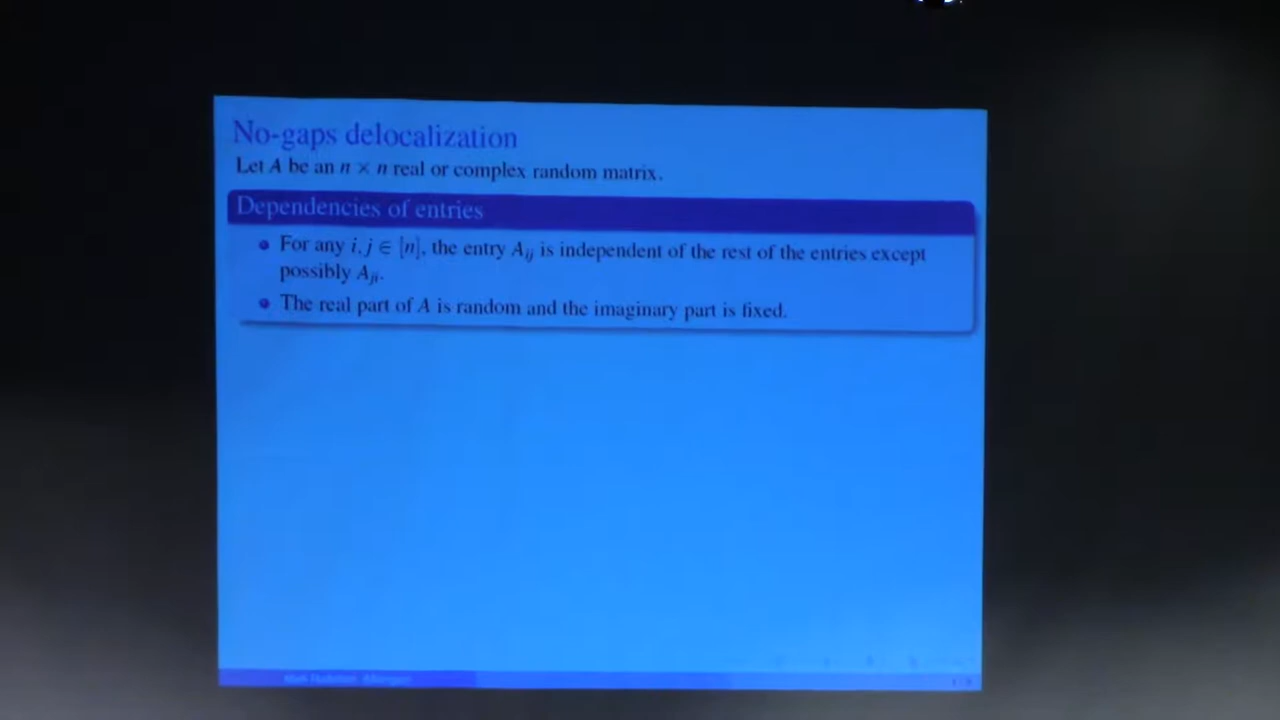 No-gaps delocalization
Let A be an n × n real or complex random matrix.
Dependencies of entries
• For any i, j ∈ [n], the entry Aᵢⱼ is independent of the rest of the entries except
possibly Aⱼᵢ.
• The real part of A is random and the imaginary part is fixed.